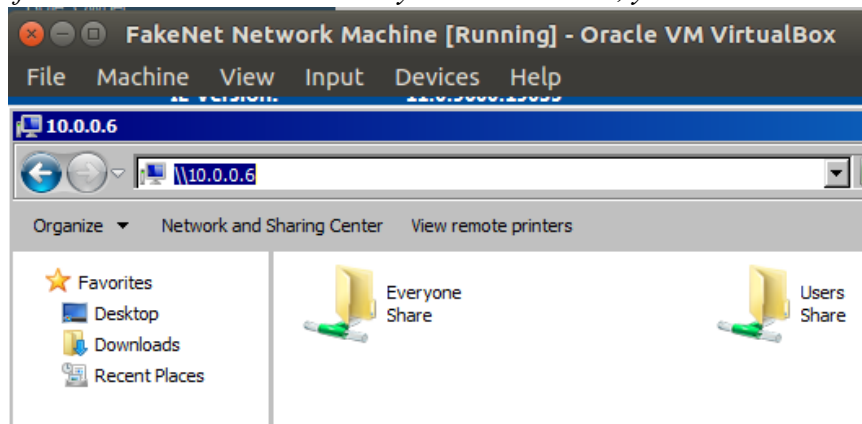 FakeNet Network Machine [Running] - Oracle VM VirtualBox
File Machine View Input Devices Help
10.0.0.6
\\10.0.0.6
Organize Network and Sharing Center View remote printers
Favorites
Desktop
Downloads
Recent Places
Everyone
Share
Users
Share